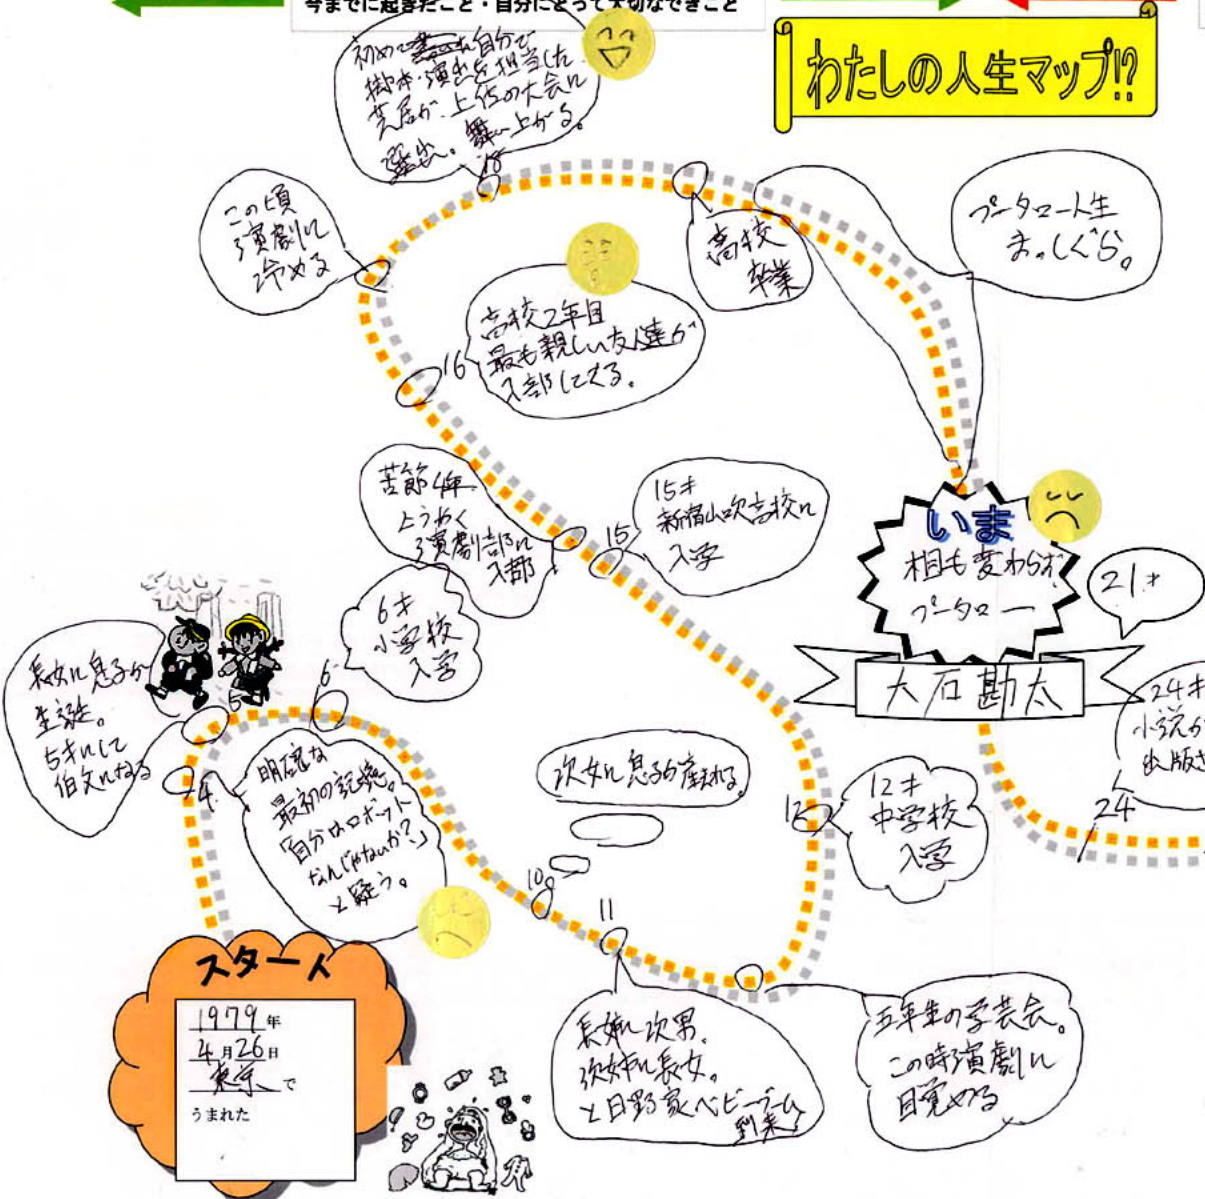 今までに起きたこと・自分にとって大切なできごと
わたしの人生マップ!?
初めて自分で
脚本・演出を担当した
芝居が、上位の大会に
選出。舞い上がる。
18
この頃
演劇に
冷める
高校
卒業
プータロー人生
まっしぐら。
高校2年目
最も親しい友人達が
入部してくる。
16
苦節4年
ようやく
演劇部に
入部
15
15才
新宿山吹高校に
入学
いま
相も変わらず
プータロー
21才
大石勘太
24才
小説が
出版さ
24
6才
小学校
入学
6
5
長女に息子が
生誕。
5才にして
伯父になる
4
明確な
最初の記憶。
「自分はロボット
なんじゃないか?」
と疑う。
次女に息子が産まれる。
10
11
12
12才
中学校
入学
長姉に次男。
次姉に長女。
と日野家ベビーブーム
到来
五年生の学芸会。
この時演劇に
目覚める
スタート
1979年
4月26日
東京で
うまれた